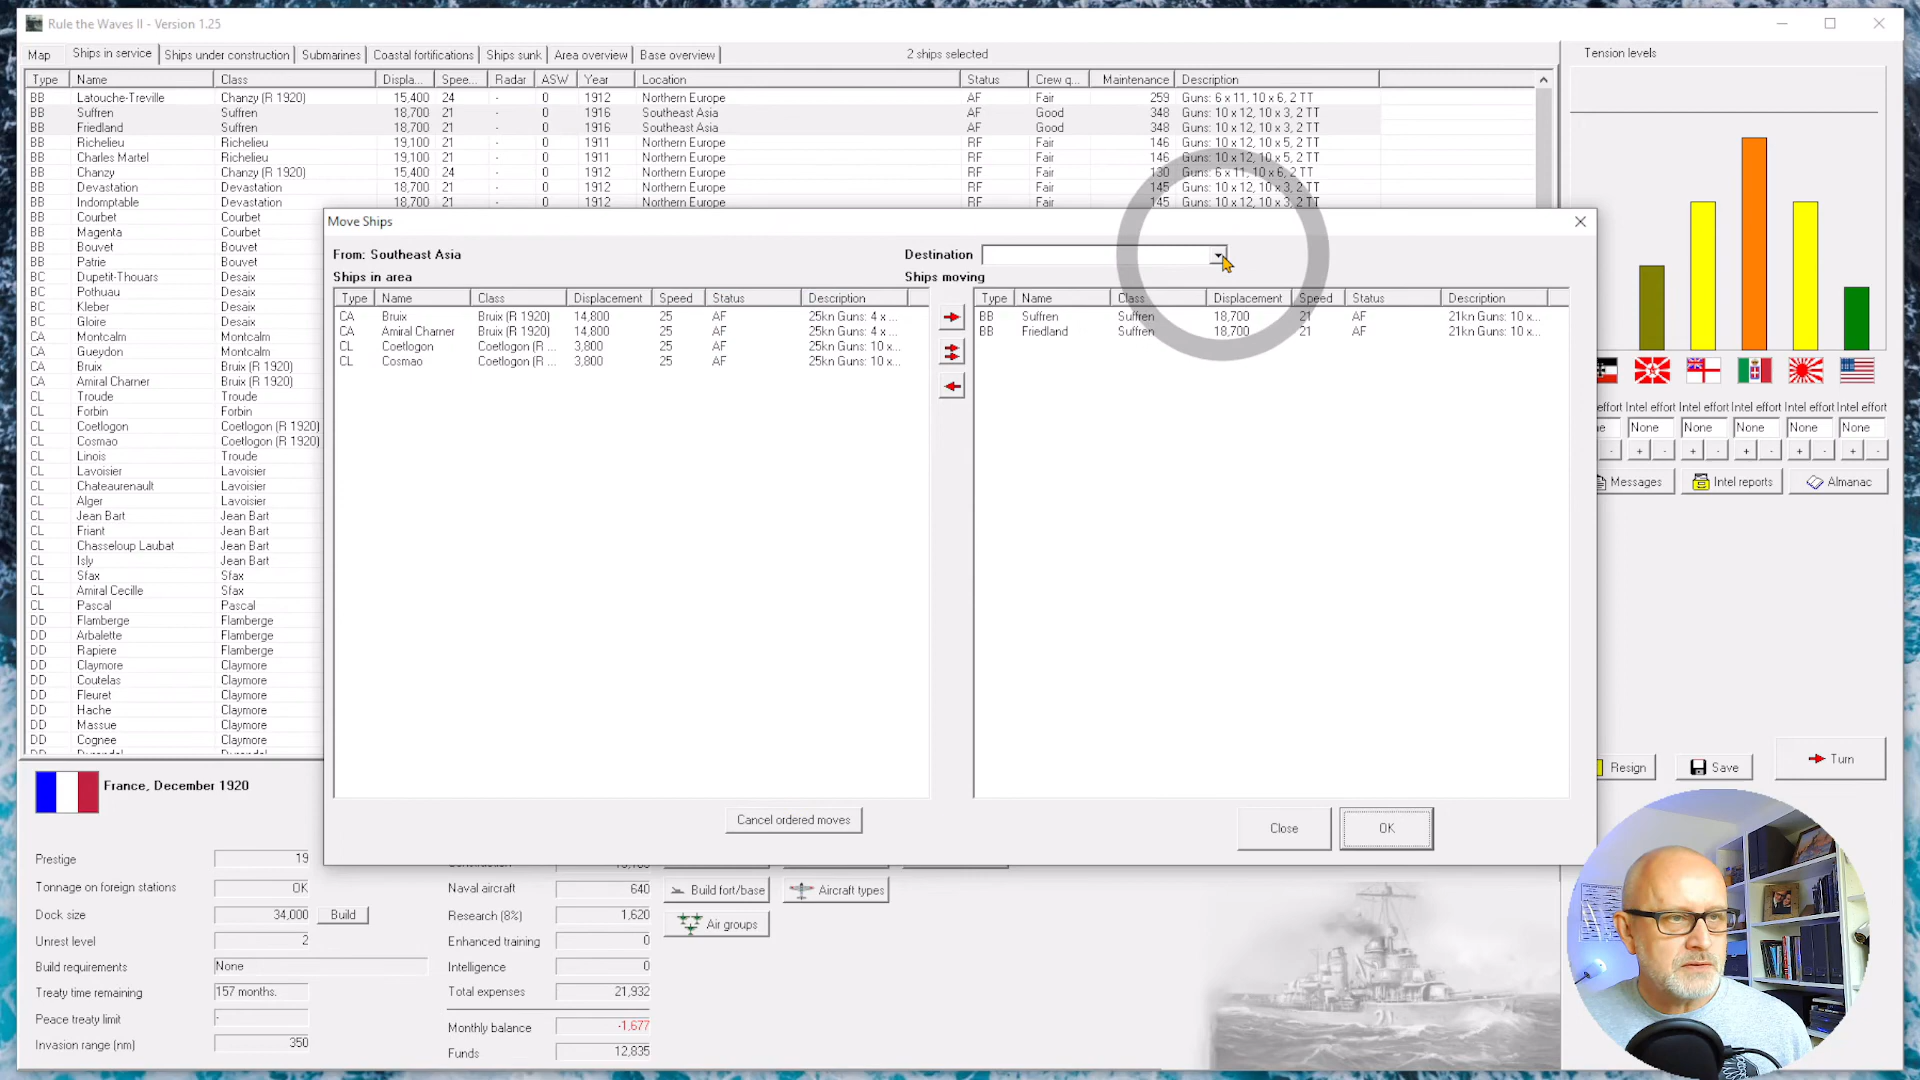 Rule the Waves II - Version 1.25
Map Ships in service Ships under construction Submarines Coastal fortifications Ships sunk Area overview Base overview 2 ships selected Tension levels
Type Name Class Displa... Spee... Radar ASW Year Location Status Crew q... Maintenance Description
BB Latouche-Treville Chanzy (R 1920) 15,400 24 - 0 1912 Northern Europe AF Fair 259 Guns: 6 x 11, 10 x 6, 2 TT
BB Suffren Suffren 18,700 21 - 0 1916 Southeast Asia AF Good 348 Guns: 10 x 12, 10 x 3, 2 TT
BB Friedland Suffren 18,700 21 - 0 1916 Southeast Asia AF Good 348 Guns: 10 x 12, 10 x 3, 2 TT
BB Richelieu Richelieu 19,100 21 - 0 1911 Northern Europe RF Fair 146 Guns: 10 x 12, 10 x 5, 2 TT
BB Charles Martel Richelieu 19,100 21 - 0 1911 Northern Europe RF Fair 146 Guns: 10 x 12, 10 x 5, 2 TT
BB Chanzy Chanzy (R 1920) 15,400 24 - 0 1912 Northern Europe RF Fair 130 Guns: 6 x 11, 10 x 6, 2 TT
BB Devastation Devastation 18,700 21 - 0 1912 Northern Europe RF Fair 145 Guns: 10 x 12, 10 x 3, 2 TT
BB Indomptable Devastation 18,700 21 - 0 1912 Northern Europe RF Fair 145 Guns: 10 x 12, 10 x 3, 2 TT
BB Courbet Courbet
BB Magenta Courbet
BB Bouvet Bouvet
BB Patrie Bouvet
BC Dupetit-Thouars Desaix
BC Pothuau Desaix
BC Kleber Desaix
BC Gloire Desaix
CA Montcalm Montcalm
CA Gueydon Montcalm
CA Bruix Bruix (R 1920)
CA Amiral Charner Bruix (R 1920)
CL Troude Troude
CL Forbin Troude
CL Coetlogon Coetlogon (R 1920)
CL Cosmao Coetlogon (R 1920)
CL Linois Troude
CL Lavoisier Lavoisier
CL Chateaurenault Lavoisier
CL Alger Lavoisier
CL Jean Bart Jean Bart
CL Friant Jean Bart
CL Chasseloup Laubat Jean Bart
CL Isly Jean Bart
CL Sfax Sfax
CL Amiral Cecille Sfax
CL Pascal Pascal
DD Flamberge Flamberge
DD Arbalette Flamberge
DD Rapiere Flamberge
DD Claymore Claymore
DD Coutelas Claymore
DD Fleuret Claymore
DD Hache Claymore
DD Massue Claymore
DD Cognee Claymore
Move Ships
From: Southeast Asia Destination
Ships in area Ships moving
Type Name Class Displacement Speed Status Description
CA Bruix Bruix (R 1920) 14,800 25 AF 25kn Guns: 4 x ...
CA Amiral Charner Bruix (R 1920) 14,800 25 AF 25kn Guns: 4 x ...
CL Coetlogon Coetlogon (R ... 3,800 25 AF 25kn Guns: 10 x...
CL Cosmao Coetlogon (R ... 3,800 25 AF 25kn Guns: 10 x...
Type Name Class Displacement Speed Status Description
BB Suffren Suffren 18,700 21 AF 21kn Guns: 10 x...
BB Friedland Suffren 18,700 21 AF 21kn Guns: 10 x...
Cancel ordered moves Close OK
effort Intel effort Intel effort Intel effort Intel effort Intel effort
None None None None None
- + - + - + - + - + -
Messages Intel reports Almanac
Resign Save Turn
France, December 1920
Prestige 19
Tonnage on foreign stations OK
Dock size 34,000 Build
Unrest level 2
Build requirements None
Treaty time remaining 157 months.
Peace treaty limit -
Invasion range (nm) 350
Naval aircraft 640
Research (8%) 1,620
Enhanced training 0
Intelligence 0
Total expenses 21,932
Monthly balance -1,677
Funds 12,835
Build fort/base Aircraft types
Air groups